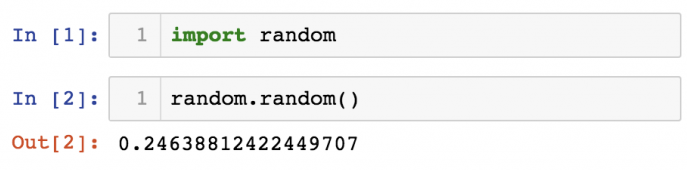 In [1]: 1 import random
In [2]: 1 random.random()
Out[2]: 0.24638812422449707